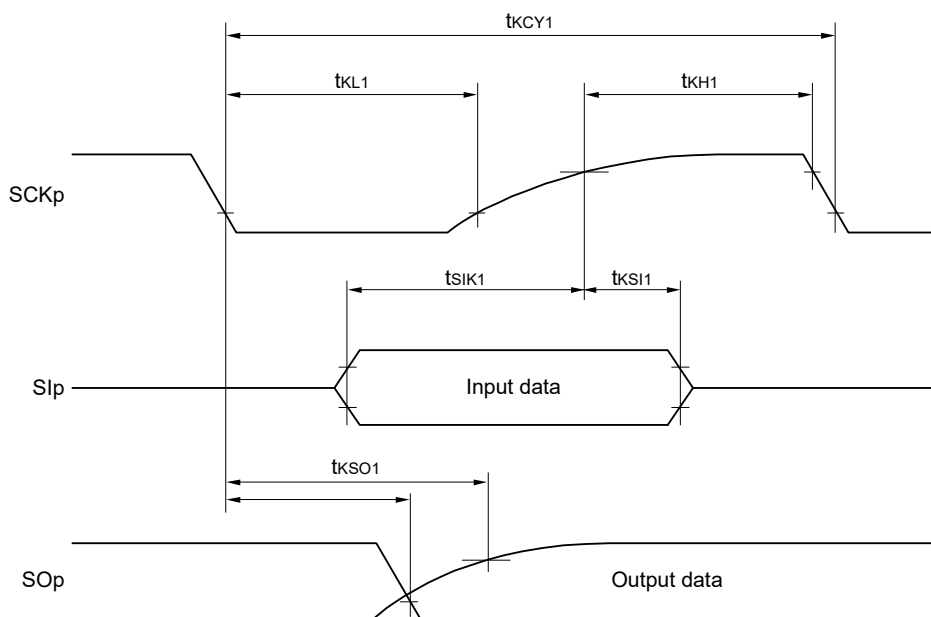 tKCY1
tKL1
tKH1
SCKp
tSIK1
tKSI1
SIp
Input data
tKSO1
SOp
Output data